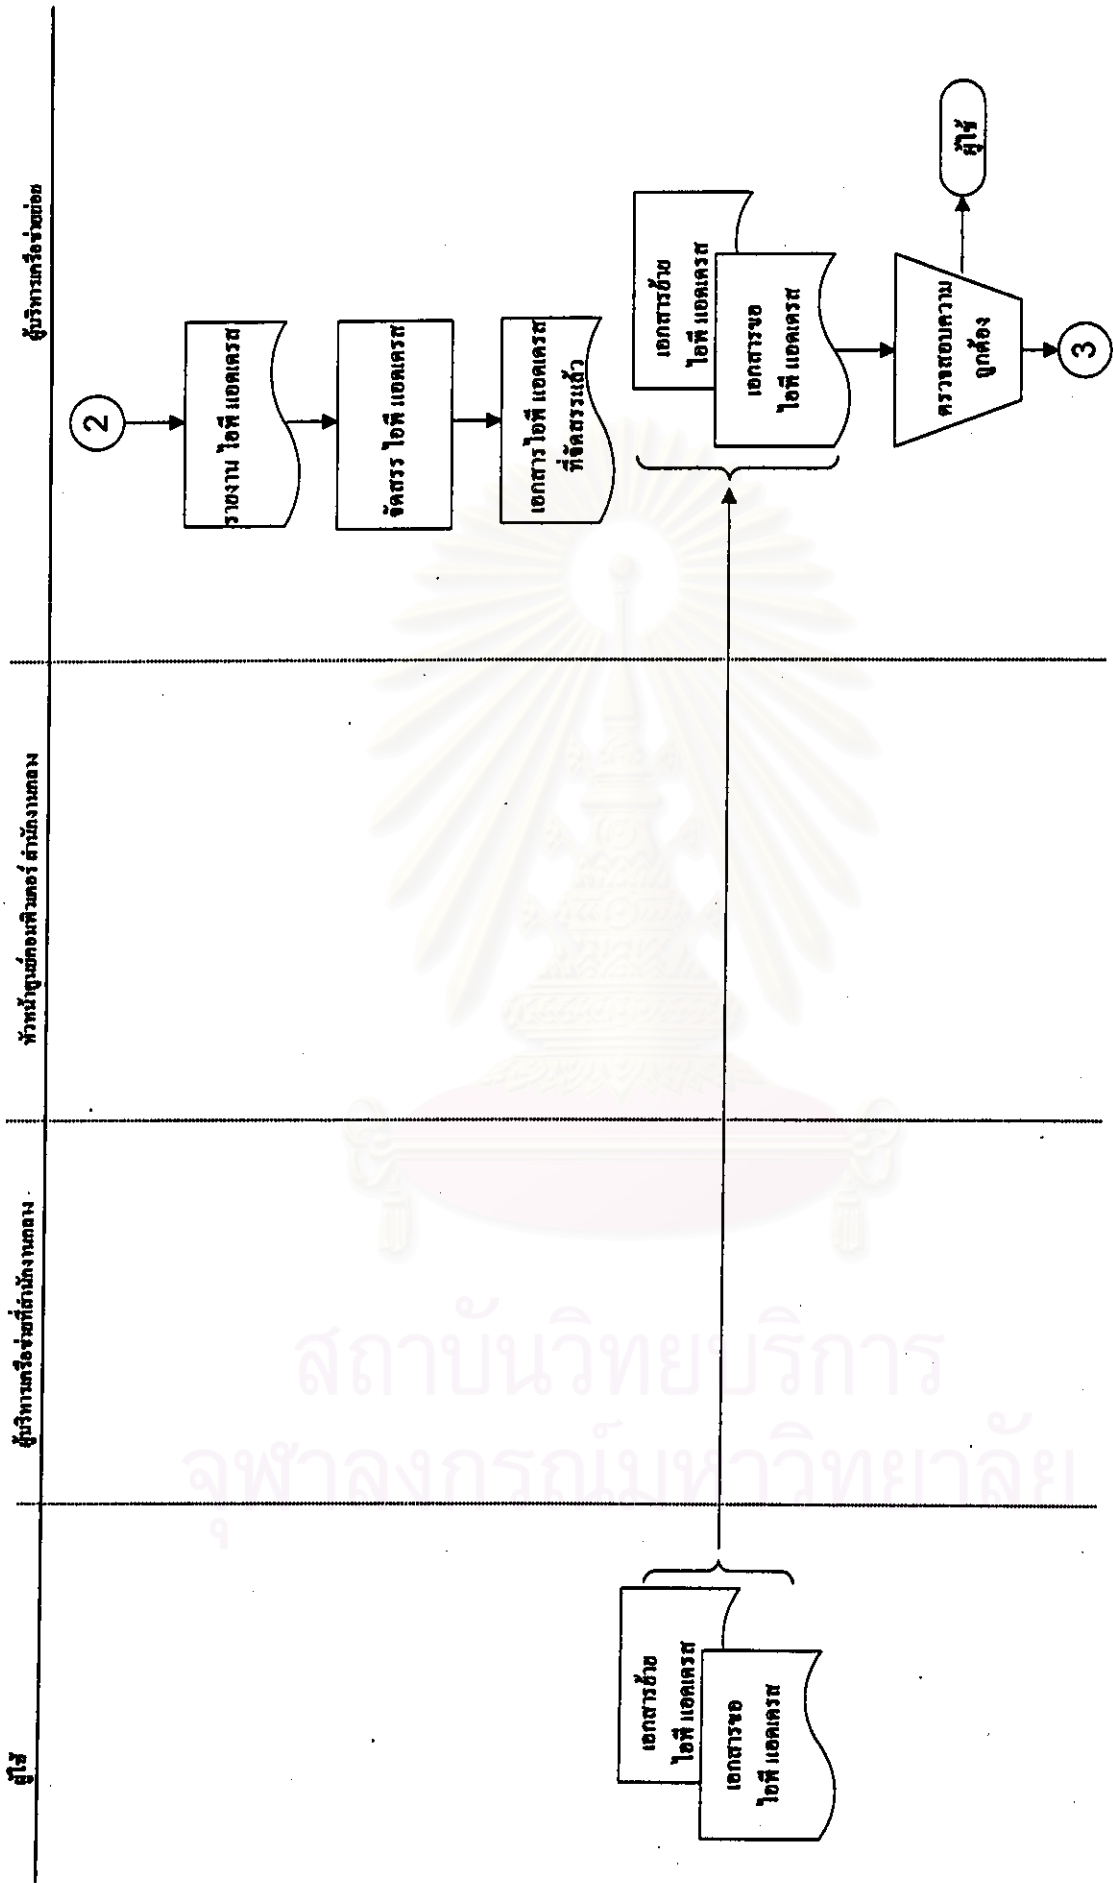 ผู้ใช้
ผู้บริหารเครือข่ายที่สำนักงานกลาง
หัวหน้าศูนย์คอมพิวเตอร์ สำนักงานกลาง
ผู้บริหารเครือข่ายย่อย
2
รายงาน ไอพี แอดเดรส
จัดสรร ไอพี แอดเดรส
เอกสาร ไอพี แอดเดรส
ที่จัดสรรแล้ว
เอกสารย้าย
ไอพี แอดเดรส
เอกสารขอ
ไอพี แอดเดรส
เอกสารย้าย
ไอพี แอดเดรส
เอกสารขอ
ไอพี แอดเดรส
ตรวจสอบความ
ถูกต้อง
ผู้ใช้
3
สถาบันวิทยบริการ
จุฬาลงกรณ์มหาวิทยาลัย